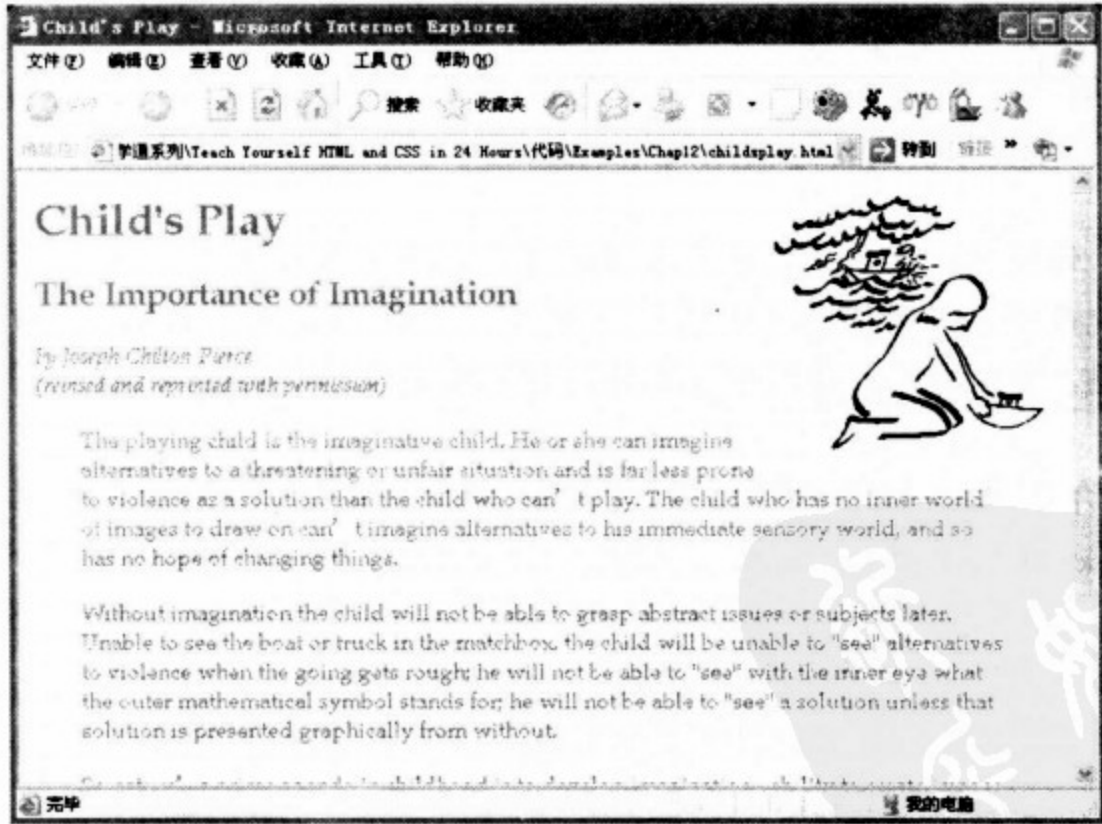 Child's Play - Microsoft Internet Explorer
文件(F) 编辑(E) 查看(V) 收藏(A) 工具(T) 帮助(H)
搜索 收藏夹
学通系列\Teach Yourself HTML and CSS in 24 Hours\代码\Examples\Chap12\childsplay.html 转到 链接 »
Child's Play
The Importance of Imagination
by Joseph Chilton Pierce
(revised and reprinted with permission)
The playing child is the imaginative child. He or she can imagine
alternatives to a threatening or unfair situation and is far less prone
to violence as a solution than the child who can’ t play. The child who has no inner world
of images to draw on can’ t imagine alternatives to his immediate sensory world, and so
has no hope of changing things.
Without imagination the child will not be able to grasp abstract issues or subjects later.
Unable to see the boat or truck in the matchbox, the child will be unable to "see" alternatives
to violence when the going gets rough; he will not be able to "see" with the inner eye what
the outer mathematical symbol stands for; he will not be able to "see" a solution unless that
solution is presented graphically from without.
完毕 我的电脑